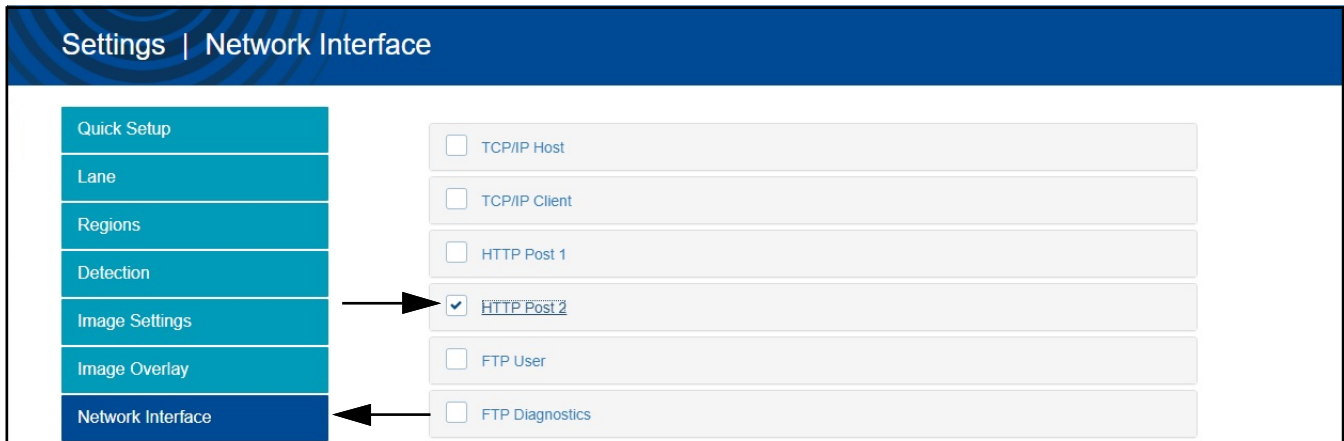 Settings | Network Interface
Quick Setup
Lane
Regions
Detection
Image Settings
Image Overlay
Network Interface
TCP/IP Host
TCP/IP Client
HTTP Post 1
HTTP Post 2
FTP User
FTP Diagnostics